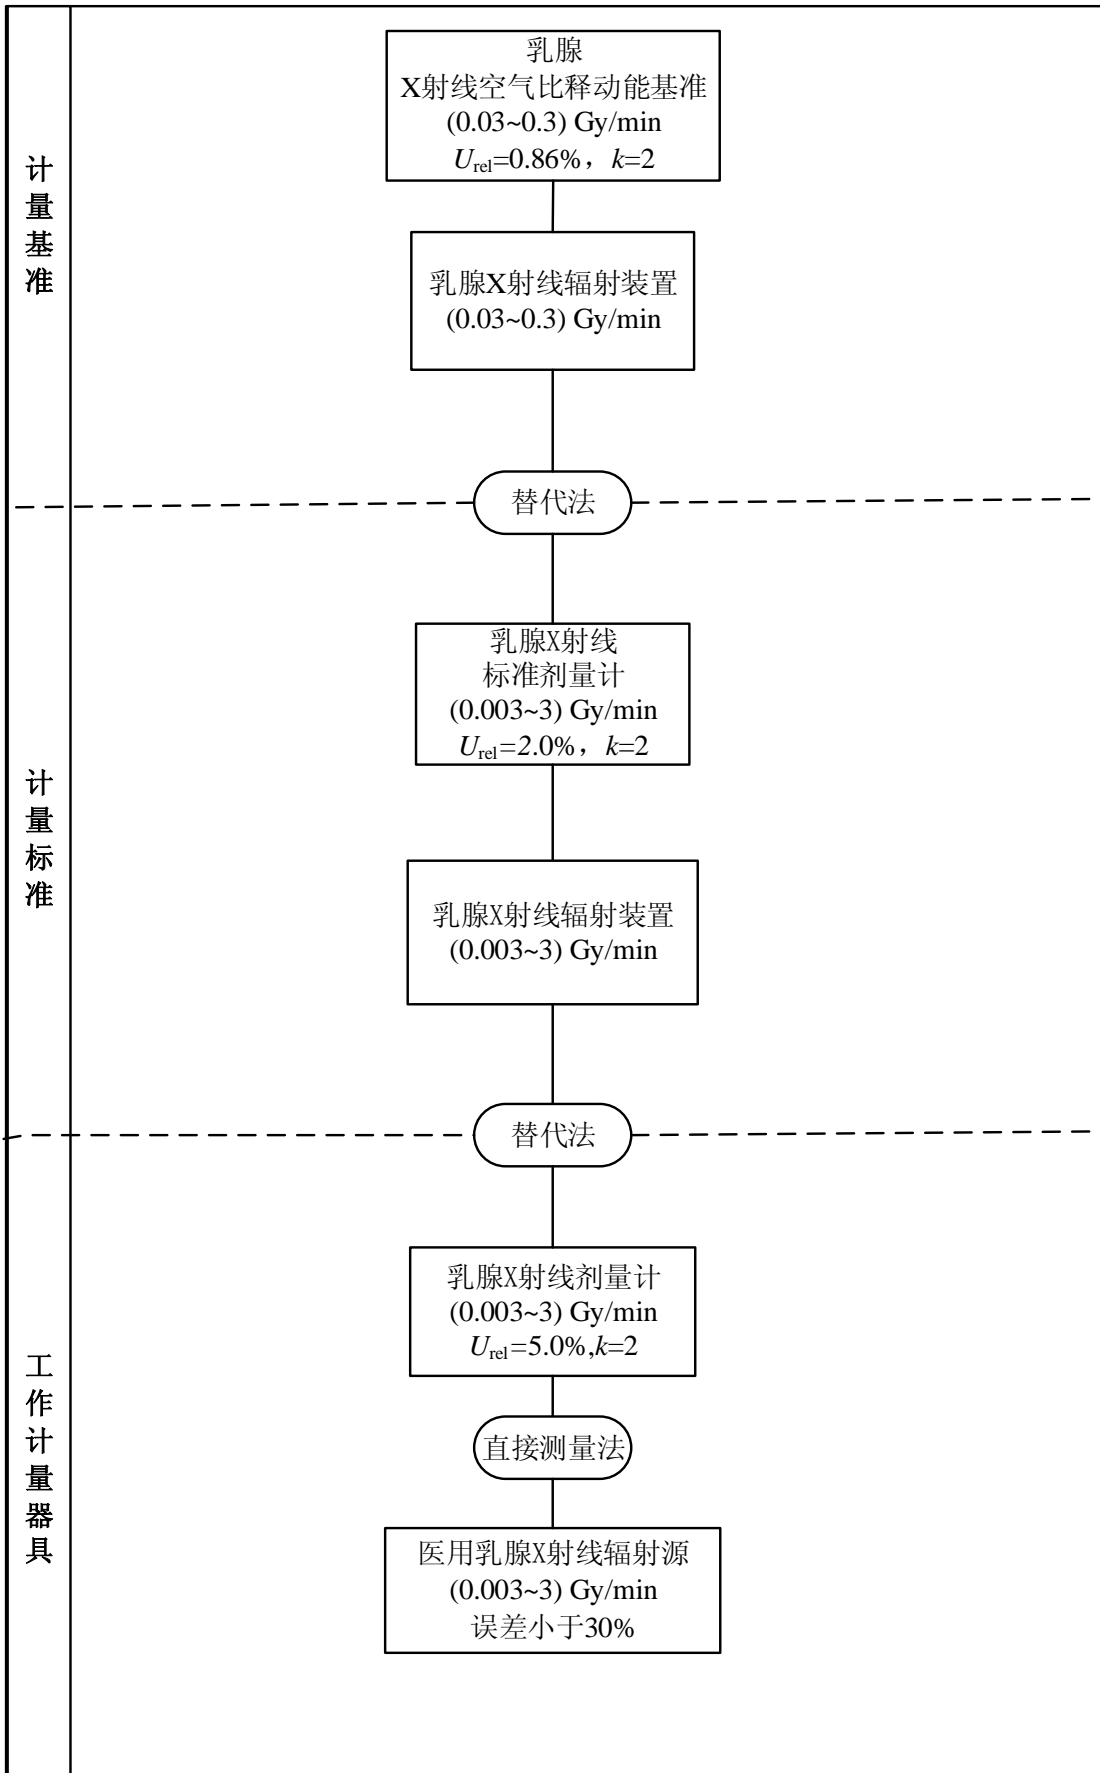 计量基准
乳腺
X射线空气比释动能基准
(0.03~0.3) Gy/min
Urel=0.86%，k=2
乳腺X射线辐射装置
(0.03~0.3) Gy/min
替代法
计量标准
乳腺X射线
标准剂量计
(0.003~3) Gy/min
Urel=2.0%，k=2
乳腺X射线辐射装置
(0.003~3) Gy/min
替代法
工作计量器具
乳腺X射线剂量计
(0.003~3) Gy/min
Urel=5.0%,k=2
直接测量法
医用乳腺X射线辐射源
(0.003~3) Gy/min
误差小于30%